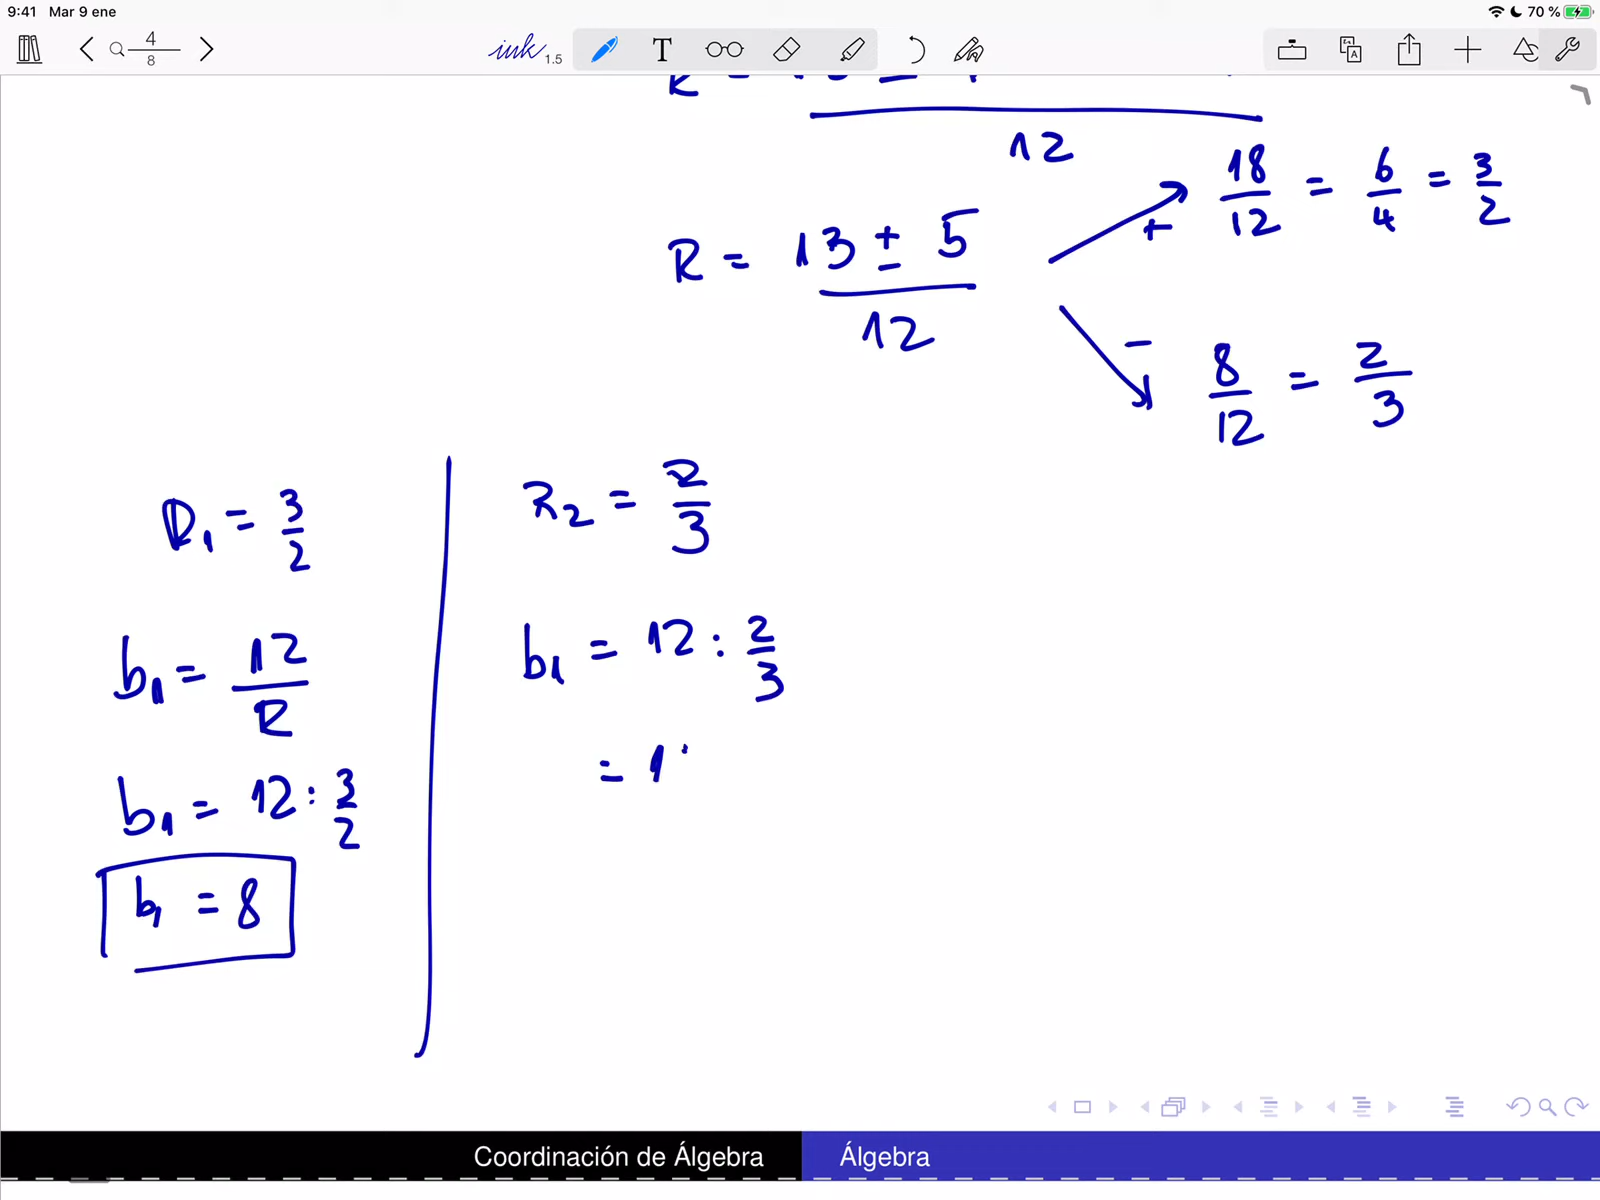 9:41 Mar 9 ene 70 %
4
8
ink 1.5 T
12
R = 13 ± 5 / 12
+ 18/12 = 6/4 = 3/2
- 8/12 = 2/3
R1 = 3/2
b1 = 12/R
b1 = 12 : 3/2
b1 = 8
R2 = 2/3
b1 = 12 : 2/3
= 1
Coordinación de Álgebra Álgebra